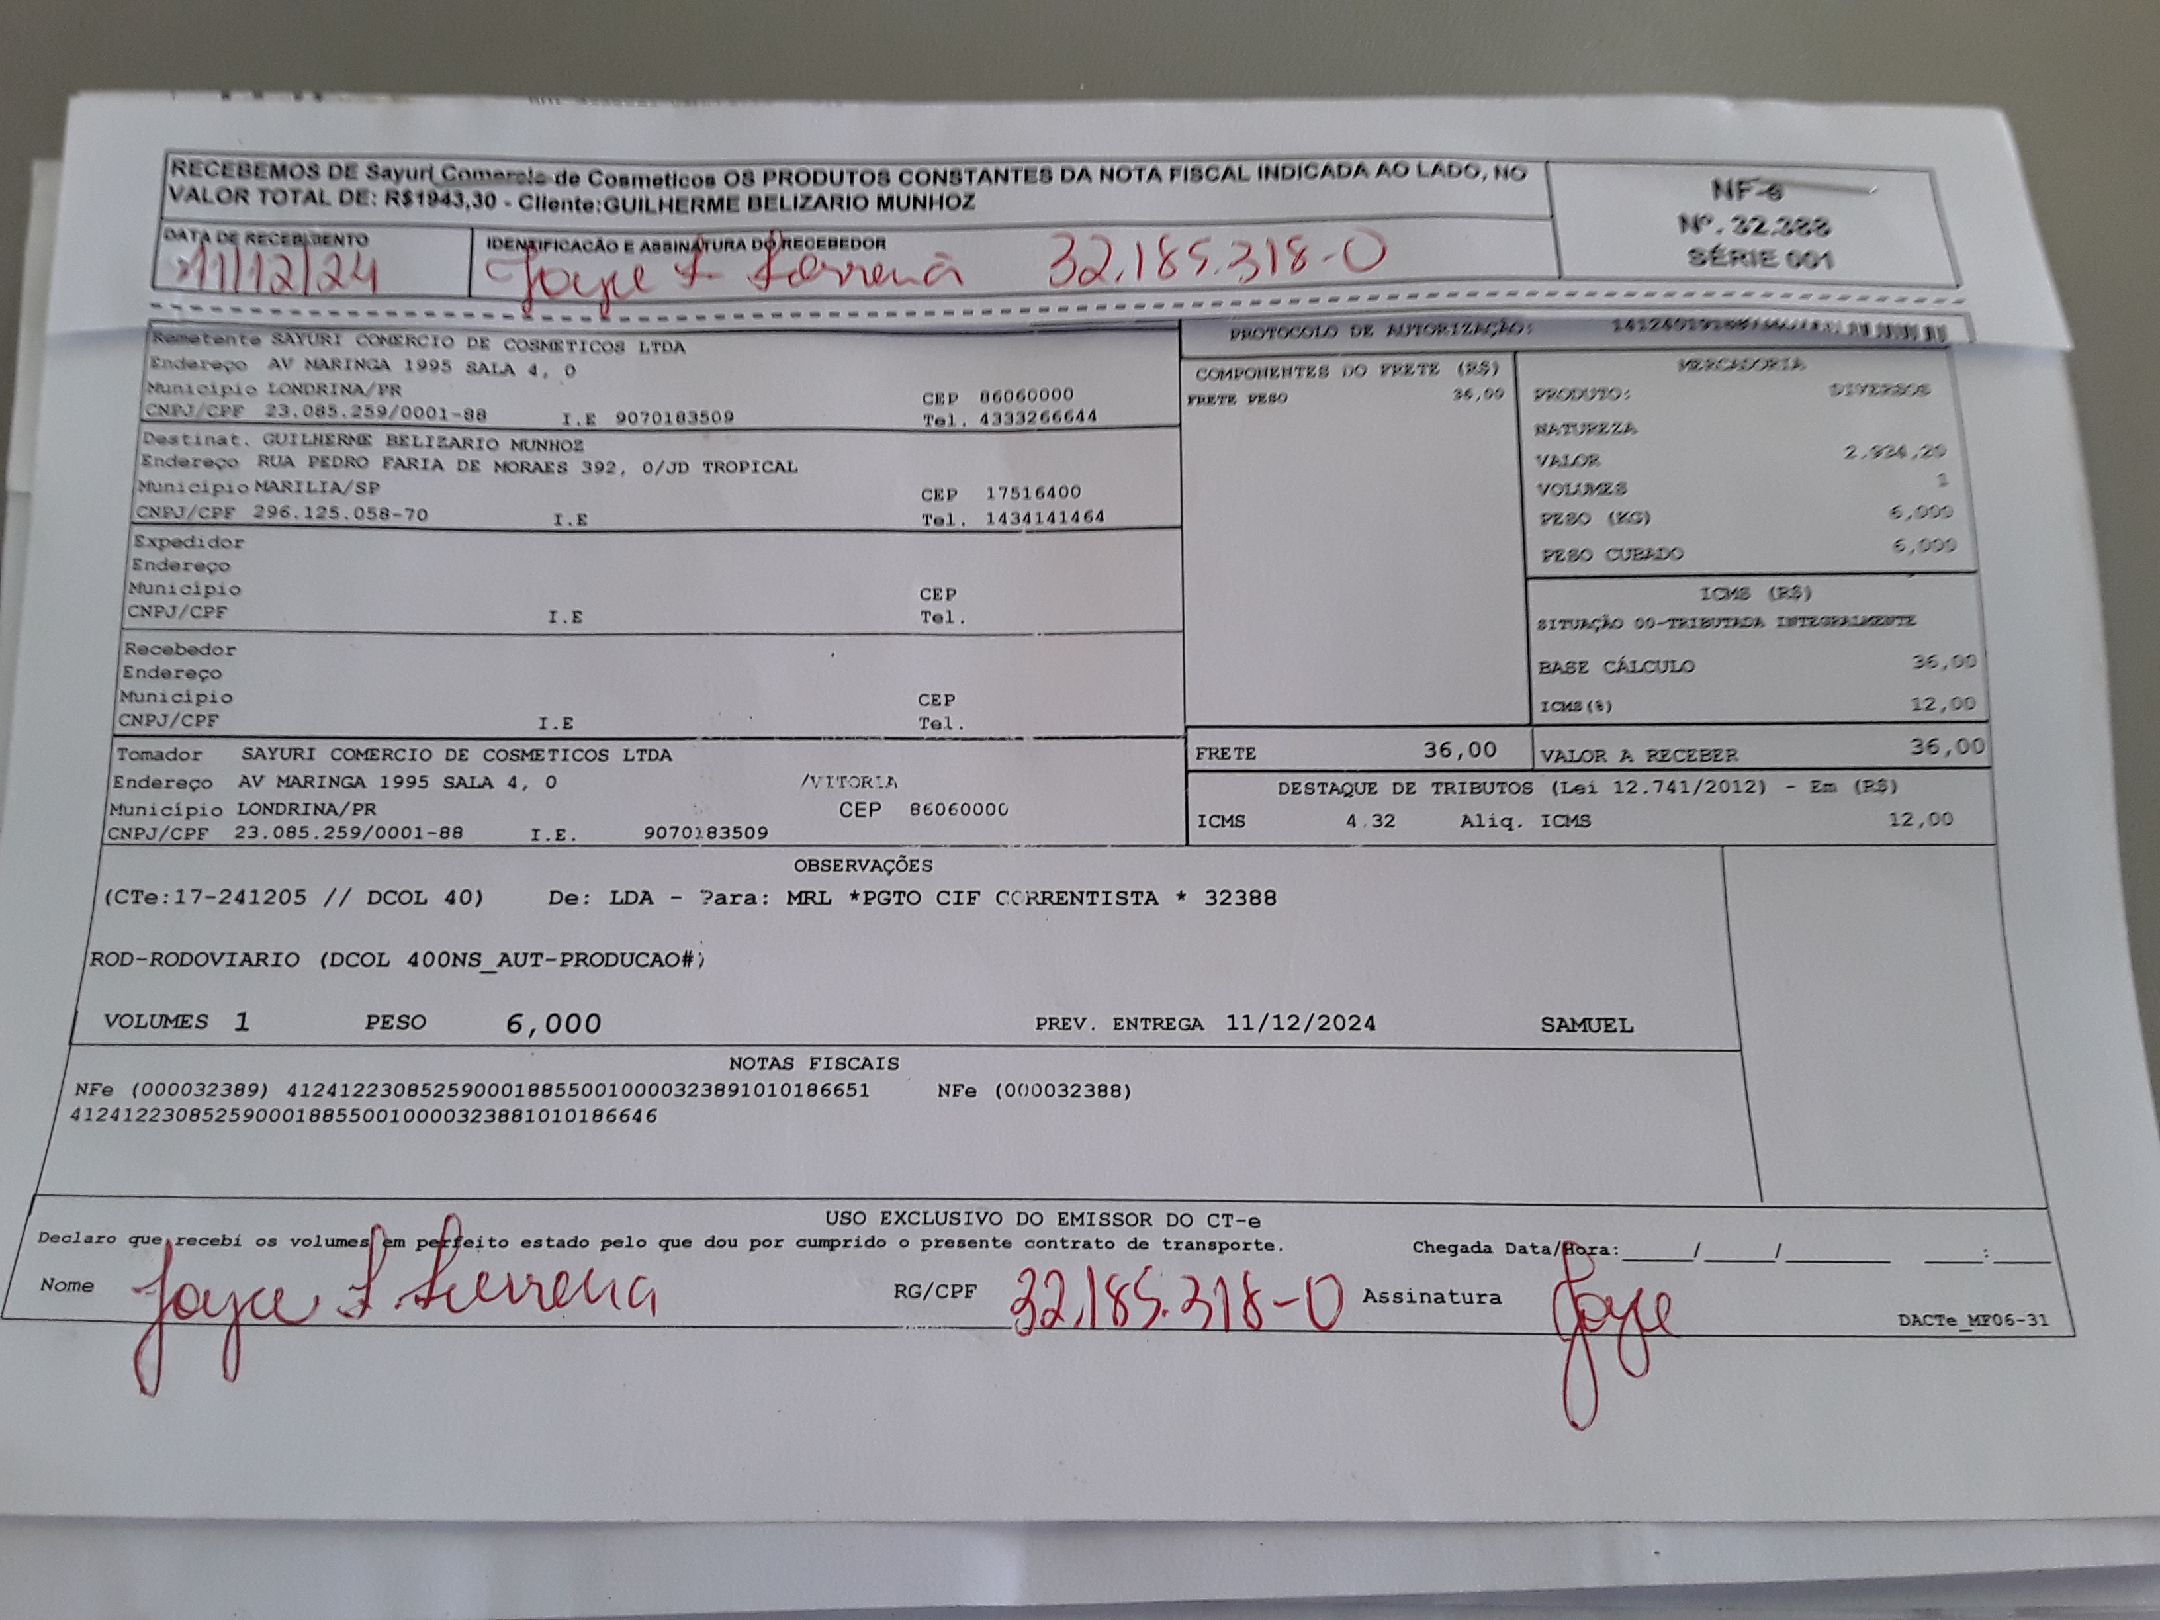 RECEBEMOS DE Sayuri Comercio de Cosmeticos OS PRODUTOS CONSTANTES DA NOTA FISCAL INDICADA AO LADO, NO
VALOR TOTAL DE: R$1943,30 - Cliente:GUILHERME BELIZARIO MUNHOZ
NF-e
Nº. 32.388
SÉRIE 001
DATA DE RECEBIMENTO
11/12/24
IDENTIFICAÇÃO E ASSINATURA DO RECEBEDOR
Joyce 32.185.318-0
Remetente SAYURI COMERCIO DE COSMETICOS LTDA
Endereço AV MARINGA 1995 SALA 4, 0
Município LONDRINA/PR CEP 86060000
CNPJ/CPF 23.085.259/0001-88 I.E 9070183509 Tel. 4333266644
Destinat. GUILHERME BELIZARIO MUNHOZ
Endereço RUA PEDRO FARIA DE MORAES 392, 0/JD TROPICAL
Município MARILIA/SP CEP 17516400
CNPJ/CPF 296.125.058-70 I.E Tel. 1434141464
Expedidor
Endereço
Município CEP
CNPJ/CPF I.E Tel.
Recebedor
Endereço
Município CEP
CNPJ/CPF I.E Tel.
Tomador SAYURI COMERCIO DE COSMETICOS LTDA
Endereço AV MARINGA 1995 SALA 4, 0 /VITORIA
Município LONDRINA/PR CEP 86060000
CNPJ/CPF 23.085.259/0001-88 I.E. 9070183509
PROTOCOLO DE AUTORIZAÇÃO:
COMPONENTES DO FRETE (R$)
FRETE PESO 36,00
MERCADORIA
PRODUTO: DIVERSOS
NATUREZA
VALOR 2.934,20
VOLUMES 1
PESO (KG) 6,000
PESO CUBADO 6,000
ICMS (R$)
SITUAÇÃO 00-TRIBUTADA INTEGRALMENTE
BASE CÁLCULO 36,00
ICMS(%) 12,00
FRETE 36,00 VALOR A RECEBER 36,00
DESTAQUE DE TRIBUTOS (Lei 12.741/2012) - Em (R$)
ICMS 4.32 Aliq. ICMS 12,00
OBSERVAÇÕES
(CTe:17-241205 // DCOL 40) De: LDA - Para: MRL *PGTO CIF CORRENTISTA * 32388
ROD-RODOVIARIO (DCOL 400NS_AUT-PRODUCAO#)
VOLUMES 1 PESO 6,000 PREV. ENTREGA 11/12/2024 SAMUEL
NOTAS FISCAIS
NFe (000032389) 41241223085259000188550010000323891010186651 NFe (000032388)
41241223085259000188550010000323881010186646
USO EXCLUSIVO DO EMISSOR DO CT-e
Declaro que recebi os volumes em perfeito estado pelo que dou por cumprido o presente contrato de transporte. Chegada Data/Hora:_____/_____/_________ _____:_____
Nome Joyce RG/CPF 32.185.318-0 Assinatura Joyce
DACTe_MF06-31